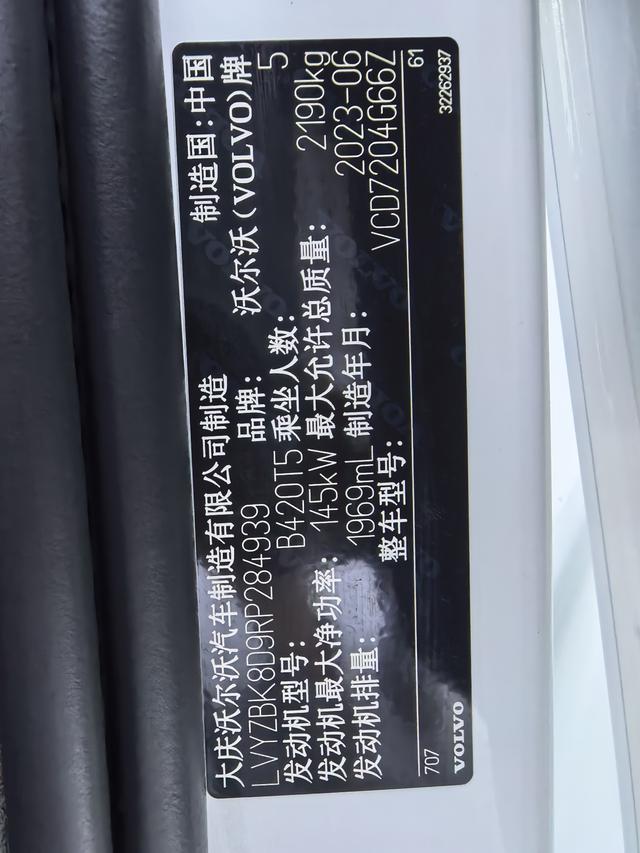 大庆沃尔沃汽车制造有限公司制造 制造国:中国
LVYZBK8D9RP284939 品牌: 沃尔沃(VOLVO)牌
发动机型号: B420T5 乘坐人数: 5
发动机最大净功率: 145kW 最大允许总质量: 2190kg
发动机排量: 1969mL 制造年月: 2023-06
整车型号: VCD7204G66Z
707 61
VOLVO 32262937